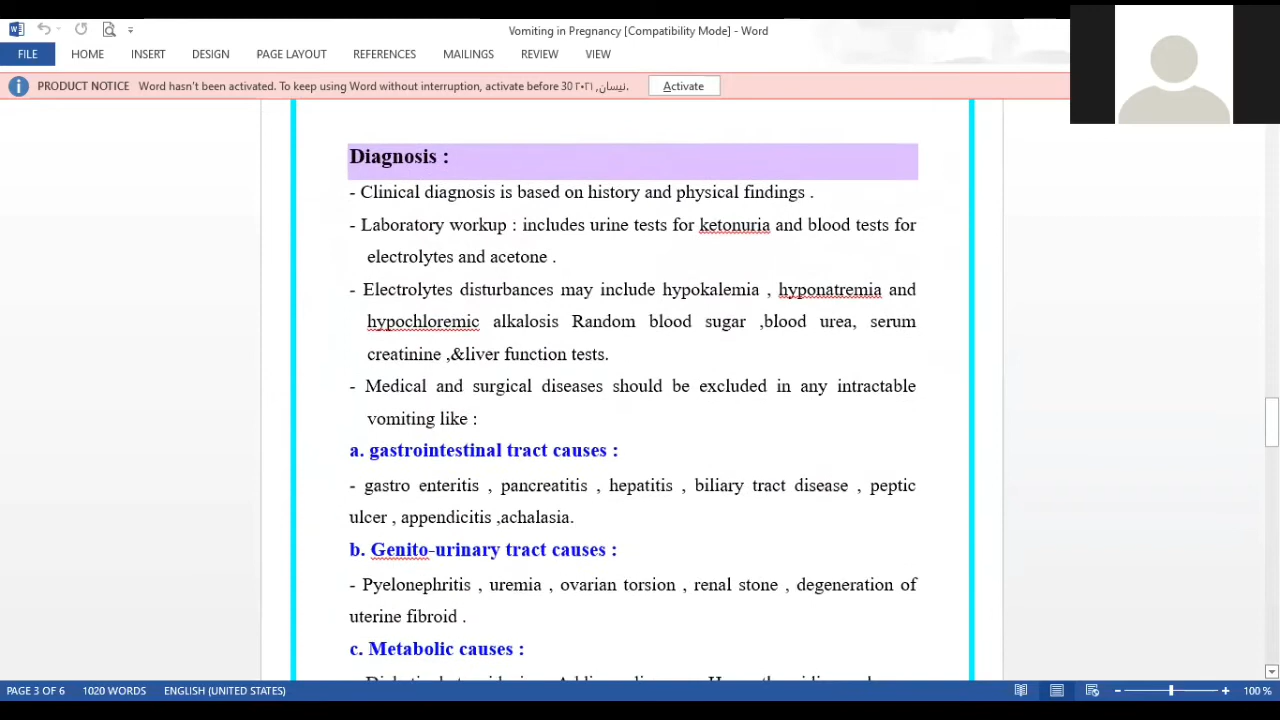 Vomiting in Pregnancy [Compatibility Mode] - Word
FILE HOME INSERT DESIGN PAGE LAYOUT REFERENCES MAILINGS REVIEW VIEW
PRODUCT NOTICE Word hasn't been activated. To keep using Word without interruption, activate before 30 نيسان, ٢٠٢١. Activate
Diagnosis :
- Clinical diagnosis is based on history and physical findings .
- Laboratory workup : includes urine tests for ketonuria and blood tests for
electrolytes and acetone .
- Electrolytes disturbances may include hypokalemia , hyponatremia and
hypochloremic alkalosis Random blood sugar ,blood urea, serum
creatinine ,&liver function tests.
- Medical and surgical diseases should be excluded in any intractable
vomiting like :
a. gastrointestinal tract causes :
- gastro enteritis , pancreatitis , hepatitis , biliary tract disease , peptic
ulcer , appendicitis ,achalasia.
b. Genito-urinary tract causes :
- Pyelonephritis , uremia , ovarian torsion , renal stone , degeneration of
uterine fibroid .
c. Metabolic causes :
PAGE 3 OF 6 1020 WORDS ENGLISH (UNITED STATES) 100 %